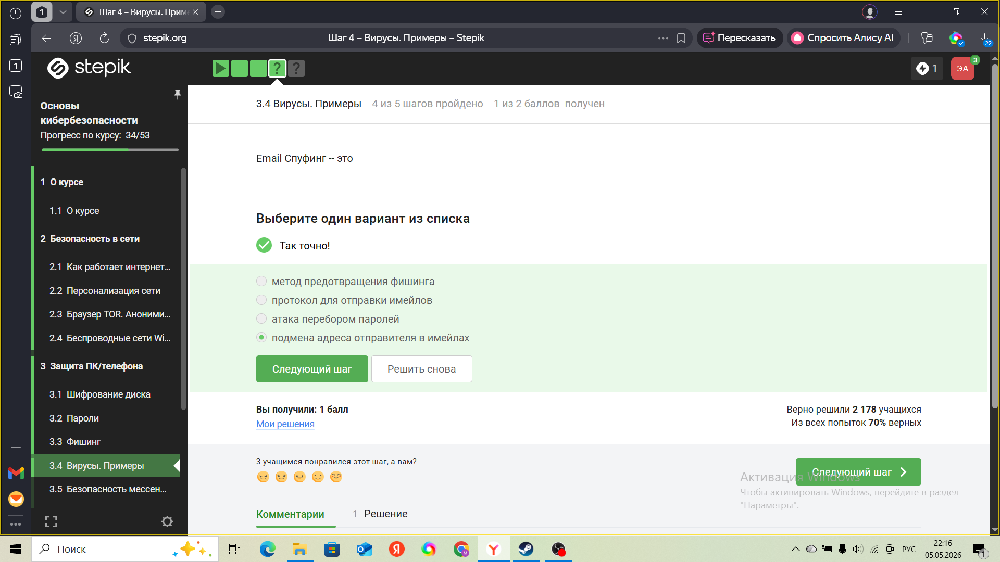 1
Шаг 4 – Вирусы. Прим
stepik.org
Шаг 4 – Вирусы. Примеры – Stepik
Пересказать
Спросить Алису AI
22
1
stepik
? ?
1
ЭА
3
Основы
кибербезопасности
Прогресс по курсу: 34/53
1 О курсе
1.1 О курсе
2 Безопасность в сети
2.1 Как работает интернет...
2.2 Персонализация сети
2.3 Браузер TOR. Аноними...
2.4 Беспроводные сети Wi...
3 Защита ПК/телефона
3.1 Шифрование диска
3.2 Пароли
3.3 Фишинг
3.4 Вирусы. Примеры
3.5 Безопасность мессен...
3.4 Вирусы. Примеры 4 из 5 шагов пройдено 1 из 2 баллов получен
Email Спуфинг -- это
Выберите один вариант из списка
Так точно!
метод предотвращения фишинга
протокол для отправки имейлов
атака перебором паролей
подмена адреса отправителя в имейлах
Следующий шаг
Решить снова
Вы получили: 1 балл
Мои решения
Верно решили 2 178 учащихся
Из всех попыток 70% верных
3 учащимся понравился этот шаг, а вам?
Следующий шаг
Активация Windows
Чтобы активировать Windows, перейдите в раздел
"Параметры".
Комментарии
1 Решение
Поиск
РУС
22:16
05.05.2026
1